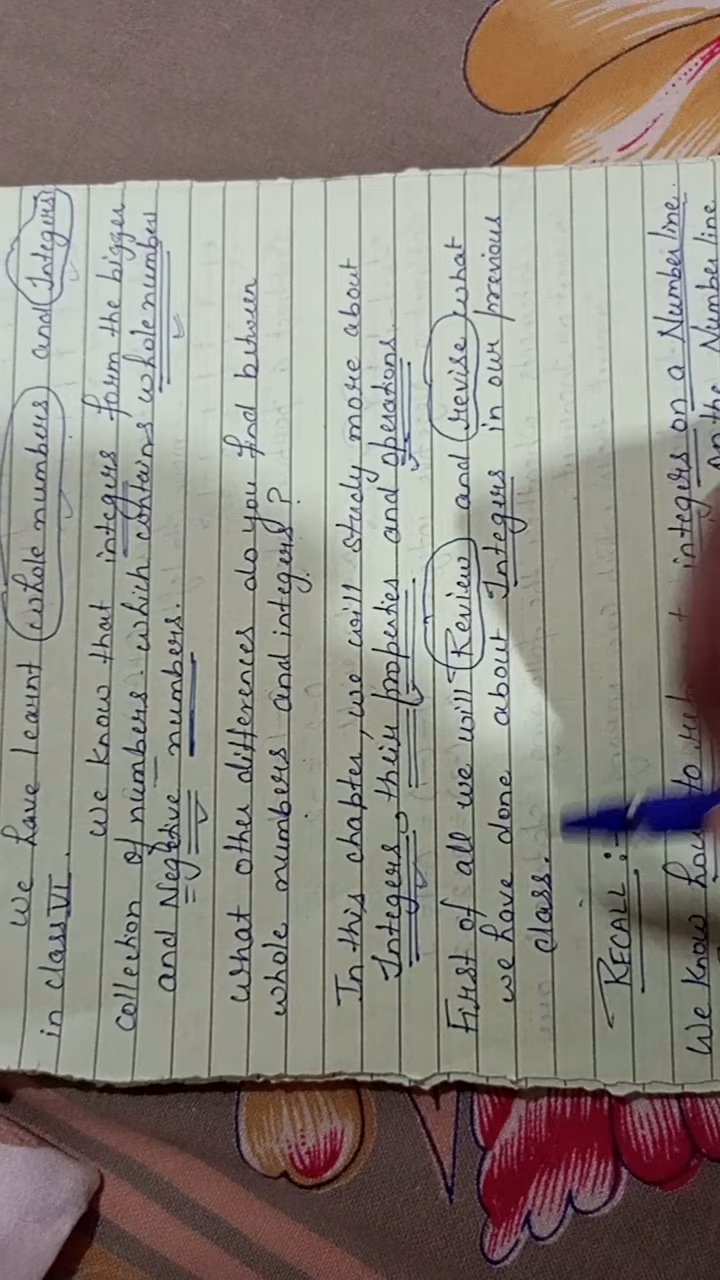 We have learnt whole numbers and Integers
in class VI.
We know that integers form the bigger
collection of numbers. which contains whole number
and Negative numbers.
What other differences do you find between
whole numbers and integers?
In this chapter, we will study more about
Integers, their properties and operations.
First of all we will Review and revise what
we have done about Integers in our previous
class.
RECALL :-
We know how to integers on a Number line.
on the Number line